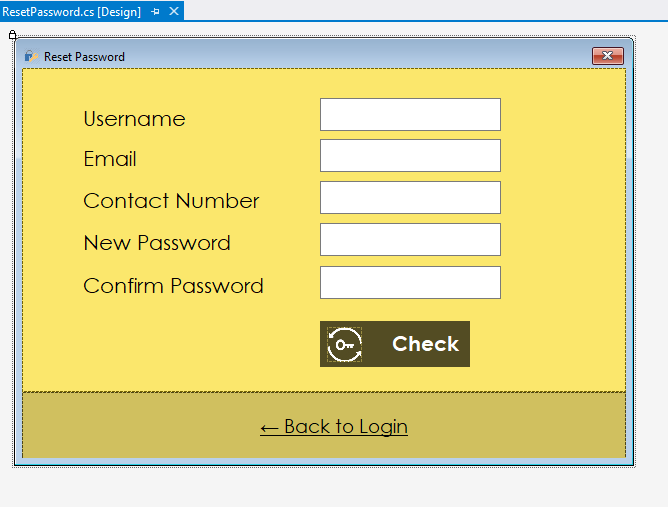 ResetPassword.cs [Design]
Reset Password
Username
Email
Contact Number
New Password
Confirm Password
Check
← Back to Login